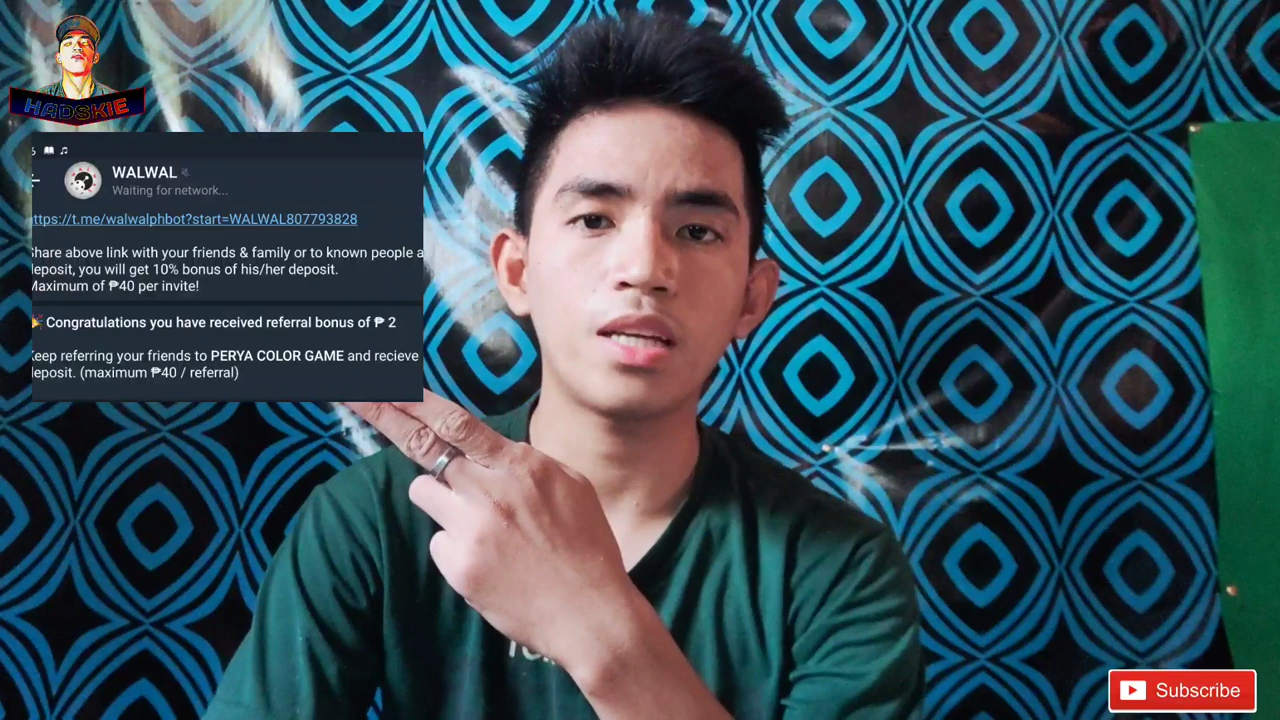 HADSKIE
WALWAL
Waiting for network...
ttps://t.me/walwalphbot?start=WALWAL807793828
Share above link with your friends & family or to known people a
deposit, you will get 10% bonus of his/her deposit.
Maximum of ₱40 per invite!
Congratulations you have received referral bonus of ₱ 2
Keep referring your friends to PERYA COLOR GAME and recieve
deposit. (maximum ₱40 / referral)
Subscribe